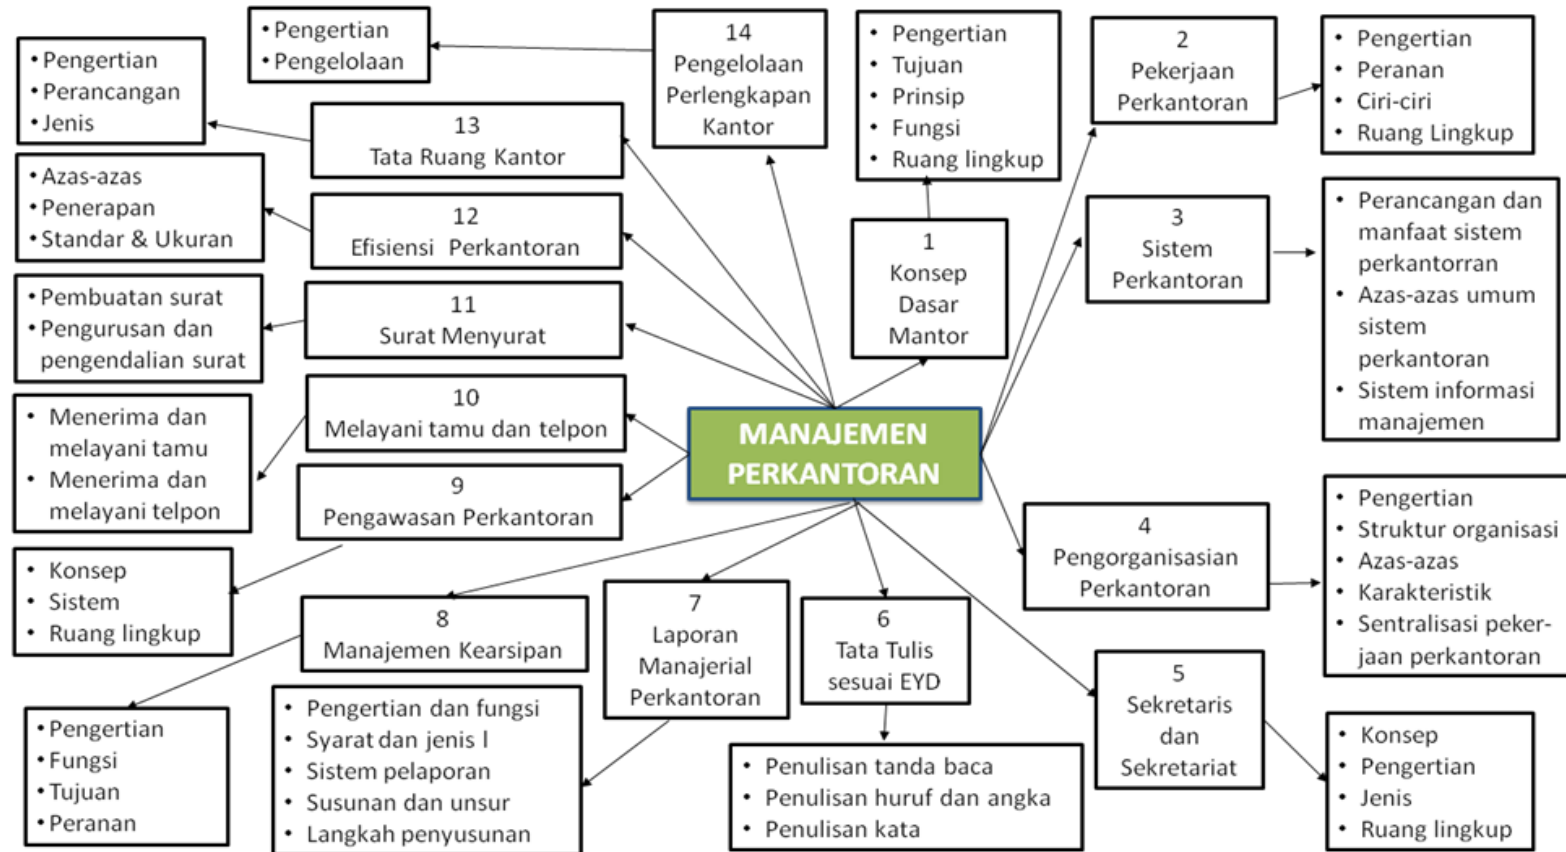 MANAJEMEN
PERKANTORAN
1
Konsep
Dasar
Mantor
• Pengertian
• Tujuan
• Prinsip
• Fungsi
• Ruang lingkup
2
Pekerjaan
Perkantoran
• Pengertian
• Peranan
• Ciri-ciri
• Ruang Lingkup
3
Sistem
Perkantoran
• Perancangan dan
manfaat sistem
perkantorran
• Azas-azas umum
sistem
perkantoran
• Sistem informasi
manajemen
4
Pengorganisasian
Perkantoran
• Pengertian
• Struktur organisasi
• Azas-azas
• Karakteristik
• Sentralisasi peker-
jaan perkantoran
5
Sekretaris
dan
Sekretariat
• Konsep
• Pengertian
• Jenis
• Ruang lingkup
6
Tata Tulis
sesuai EYD
• Penulisan tanda baca
• Penulisan huruf dan angka
• Penulisan kata
7
Laporan
Manajerial
Perkantoran
• Pengertian dan fungsi
• Syarat dan jenis l
• Sistem pelaporan
• Susunan dan unsur
• Langkah penyusunan
8
Manajemen Kearsipan
• Pengertian
• Fungsi
• Tujuan
• Peranan
9
Pengawasan Perkantoran
• Konsep
• Sistem
• Ruang lingkup
10
Melayani tamu dan telpon
• Menerima dan
melayani tamu
• Menerima dan
melayani telpon
11
Surat Menyurat
• Pembuatan surat
• Pengurusan dan
pengendalian surat
12
Efisiensi Perkantoran
• Azas-azas
• Penerapan
• Standar & Ukuran
13
Tata Ruang Kantor
• Pengertian
• Perancangan
• Jenis
14
Pengelolaan
Perlengkapan
Kantor
• Pengertian
• Pengelolaan